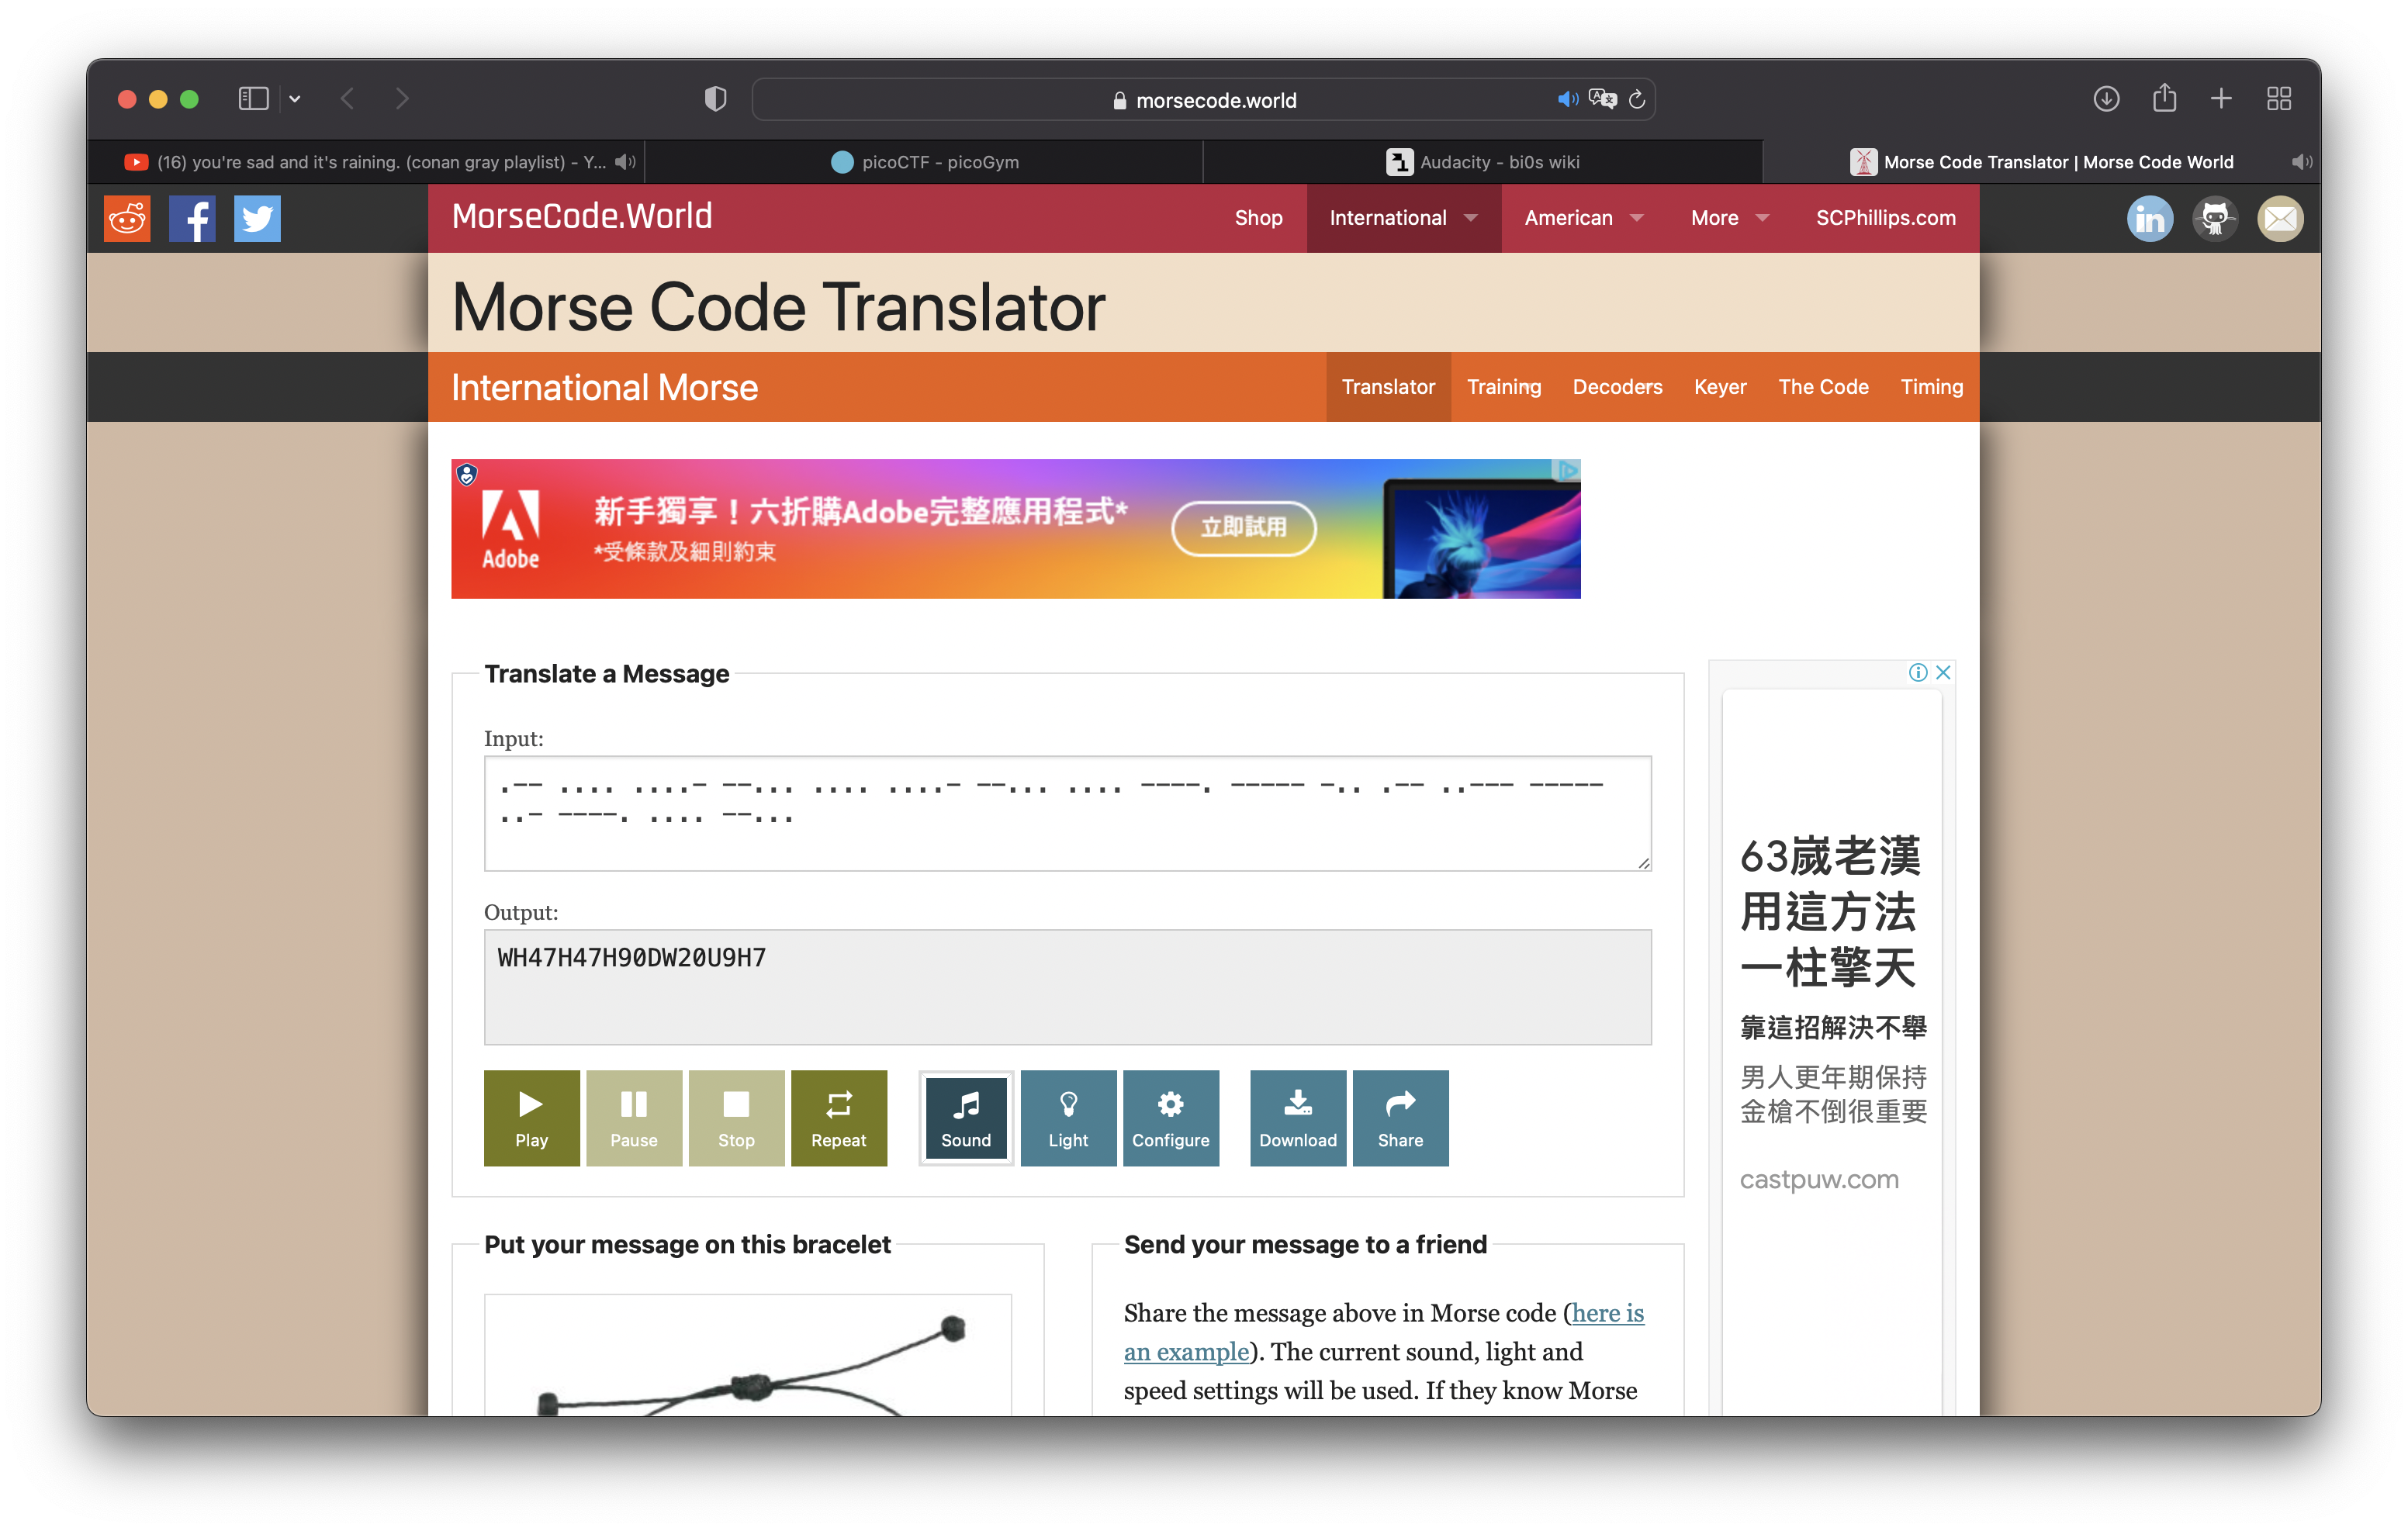 morsecode.world
(16) you're sad and it's raining. (conan gray playlist) - Y...
picoCTF - picoGym
Audacity - bi0s wiki
Morse Code Translator | Morse Code World
MorseCode.World
Shop
International
American
More
SCPhillips.com
Morse Code Translator
International Morse
Translator
Training
Decoders
Keyer
The Code
Timing
Adobe
新手獨享！六折購Adobe完整應用程式*
*受條款及細則約束
立即試用
Translate a Message
Input:
.-- .... ....- --... .... ....- --... .... ----. ----- -.. .-- ..--- -----
..- ----. .... --...
Output:
WH47H47H90DW20U9H7
Play
Pause
Stop
Repeat
Sound
Light
Configure
Download
Share
63歲老漢
用這方法
一柱擎天
靠這招解決不舉
男人更年期保持
金槍不倒很重要
castpuw.com
Put your message on this bracelet
Send your message to a friend
Share the message above in Morse code (here is
an example). The current sound, light and
speed settings will be used. If they know Morse